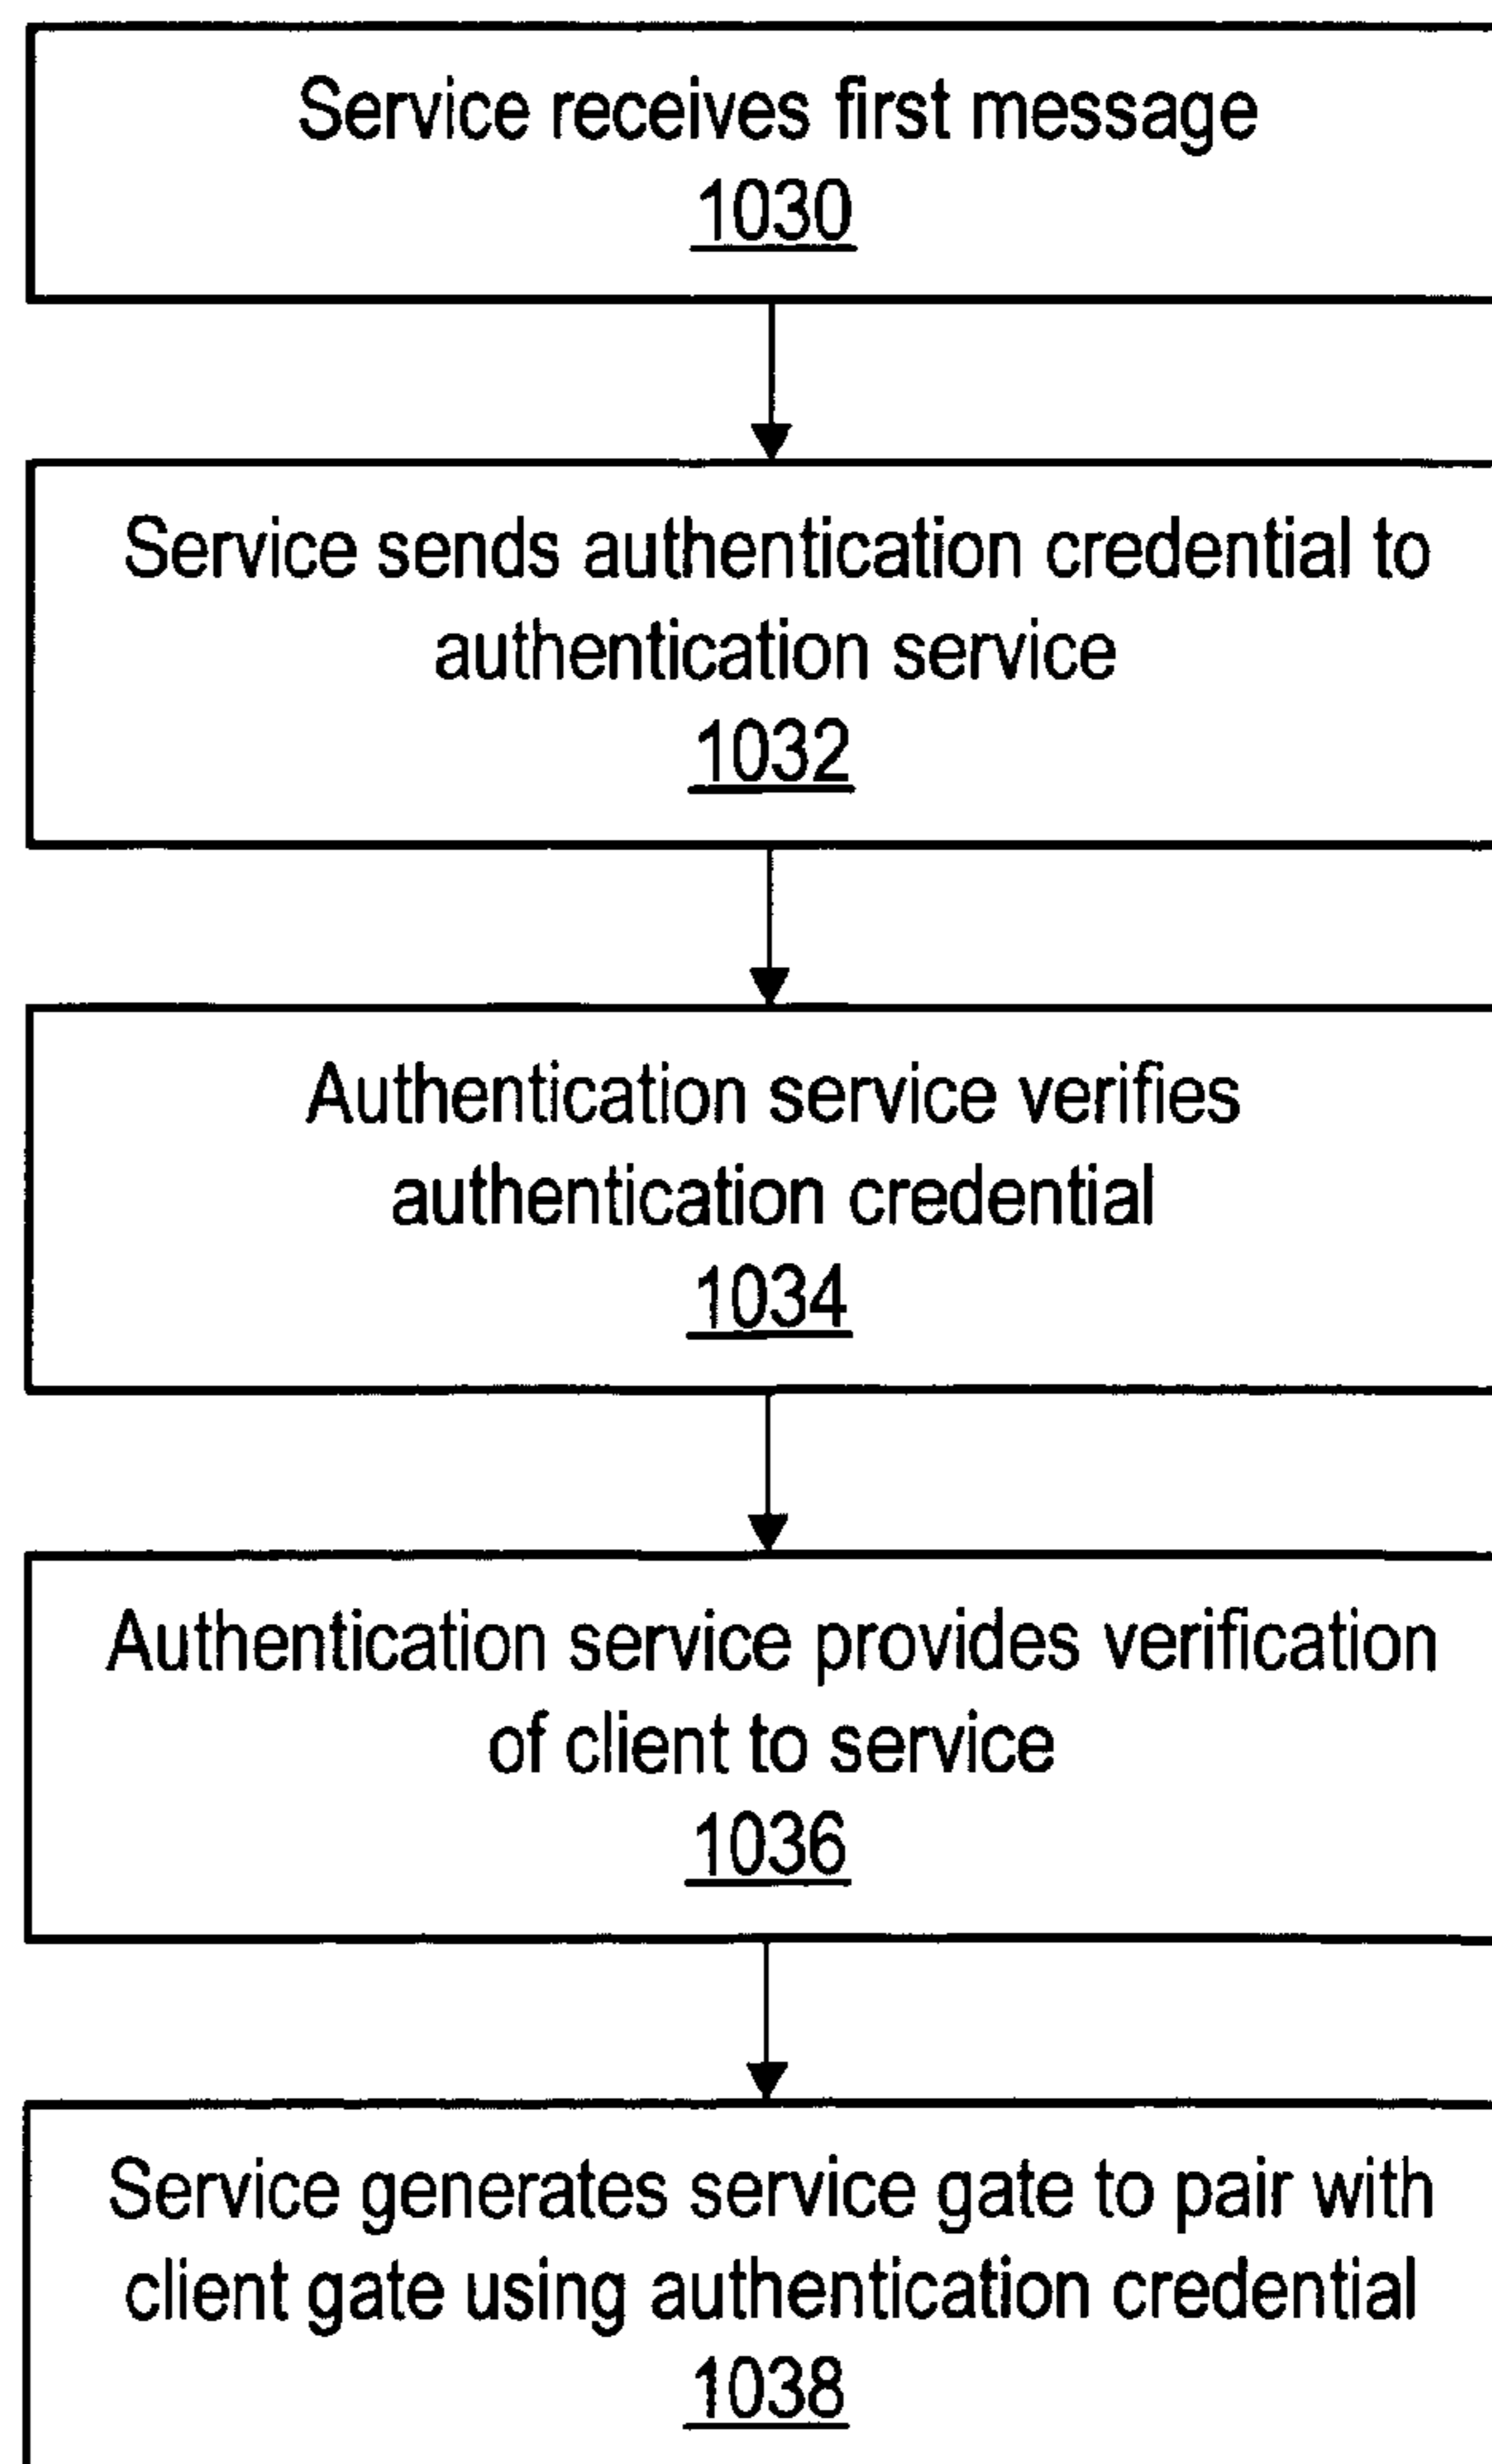 Service receives first message
1030
Service sends authentication credential to
authentication service
1032
Authentication service verifies
authentication credential
1034
Authentication service provides verification
of client to service
1036
Service generates service gate to pair with
client gate using authentication credential
1038